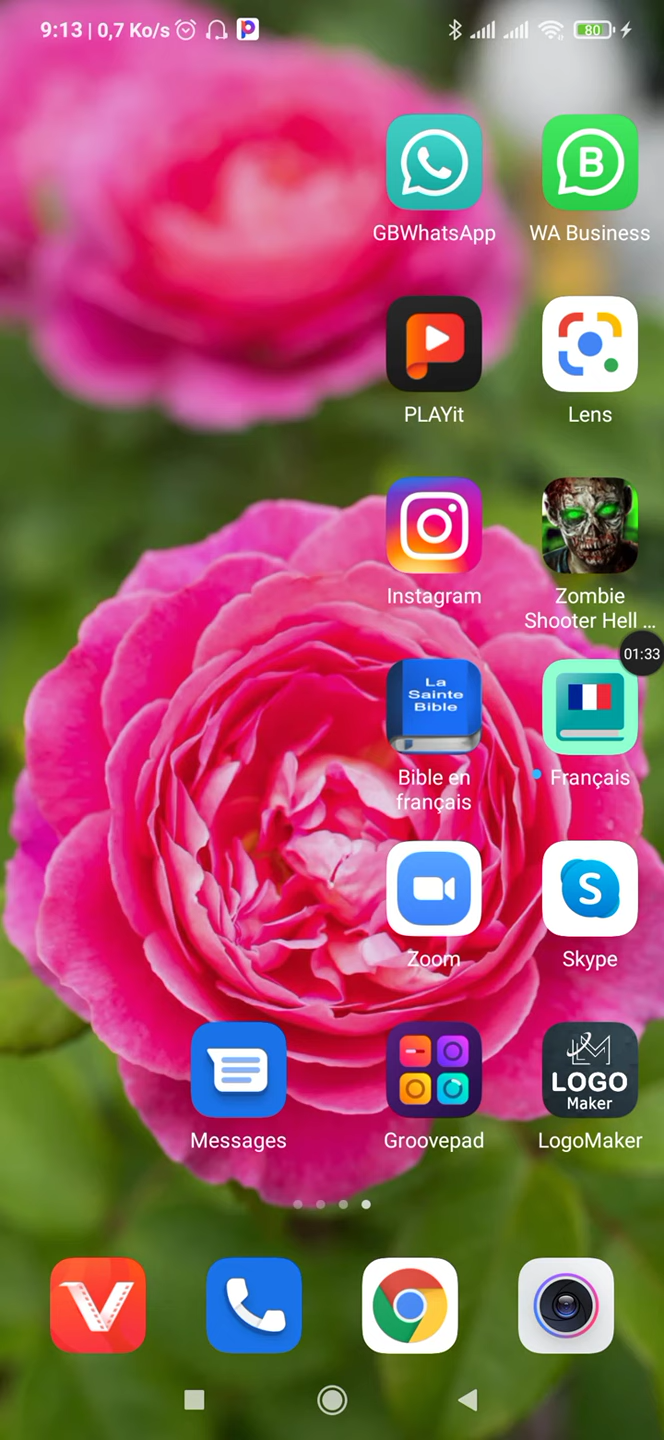 9:13 | 0,7 Ko/s
80
GBWhatsApp
B
WA Business
PLAYit
Lens
Instagram
Zombie
Shooter Hell ...
01:33
La
Sainte
Bible
Bible en
français
Français
Zoom
S
Skype
Messages
Groovepad
LM
LOGO
Maker
LogoMaker